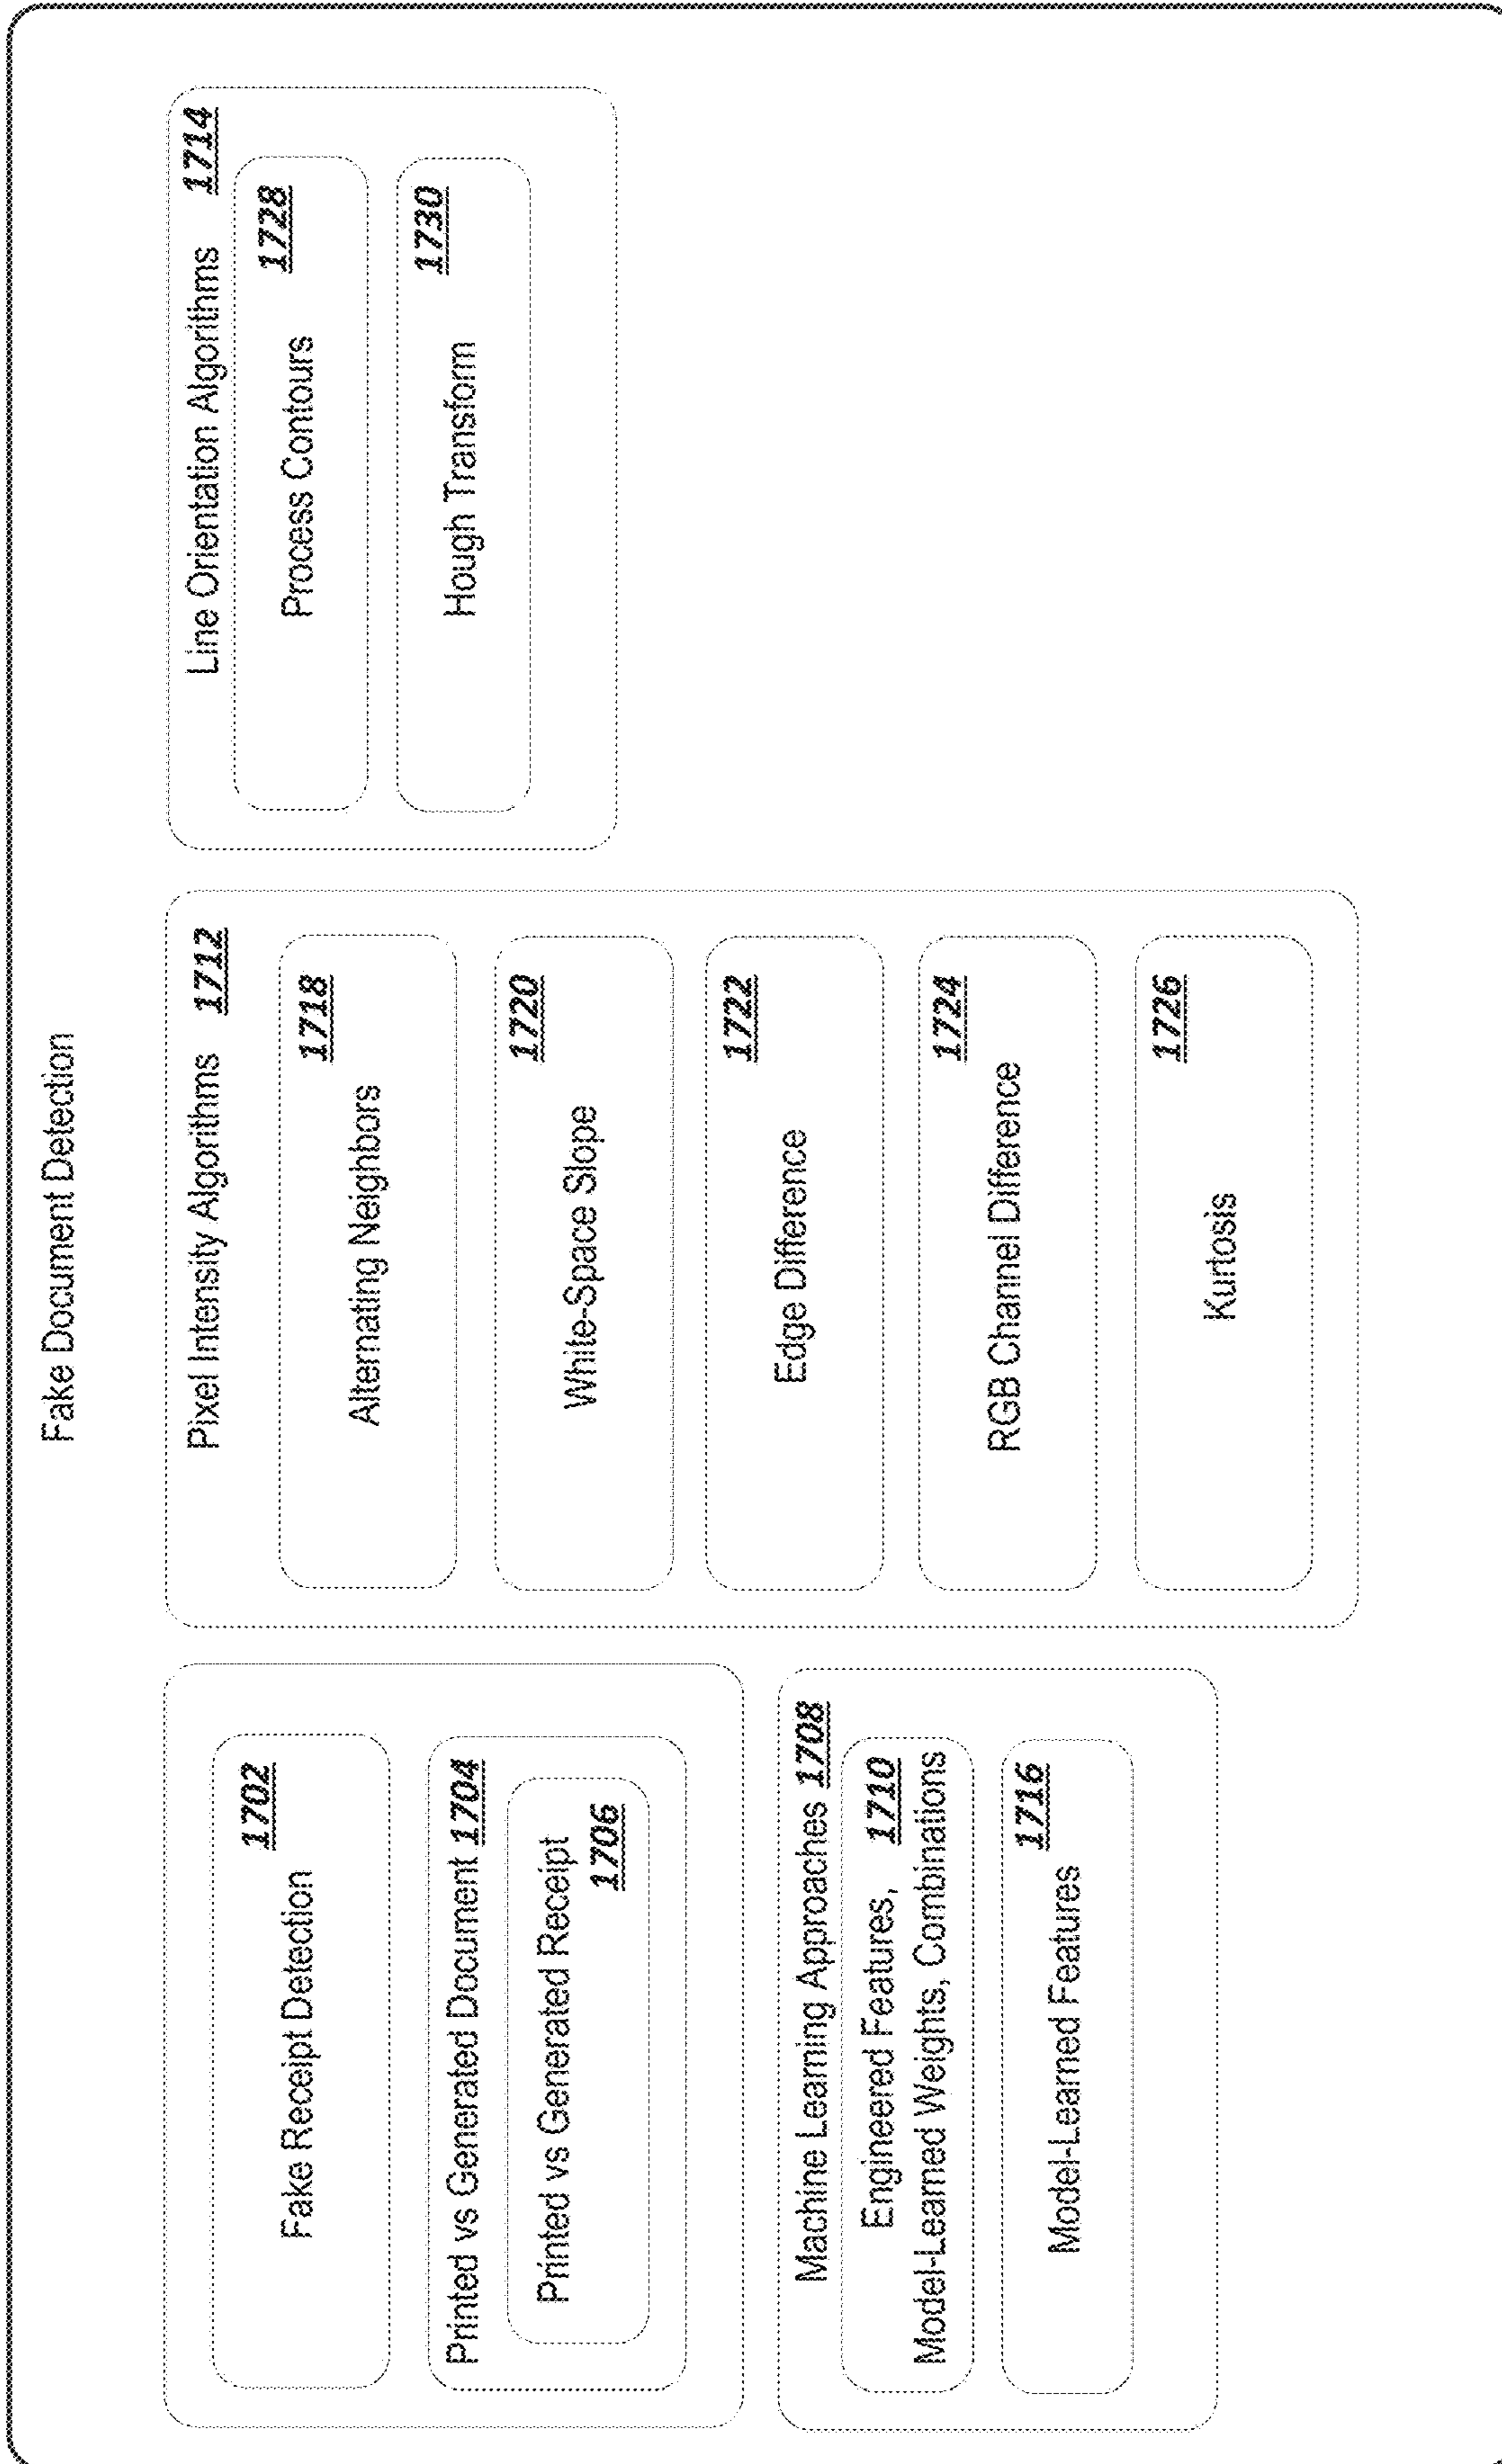 Fake Document Detection
Fake Receipt Detection 1702
Printed vs Generated Document 1704
Printed vs Generated Receipt
1706
Machine Learning Approaches 1708
Engineered Features, 1710
Model-Learned Weights, Combinations
Model-Learned Features 1716
Pixel Intensity Algorithms 1712
Alternating Neighbors 1718
White-Space Slope 1720
Edge Difference 1722
RGB Channel Difference 1724
Kurtosis 1726
Line Orientation Algorithms 1714
Process Contours 1728
Hough Transform 1730